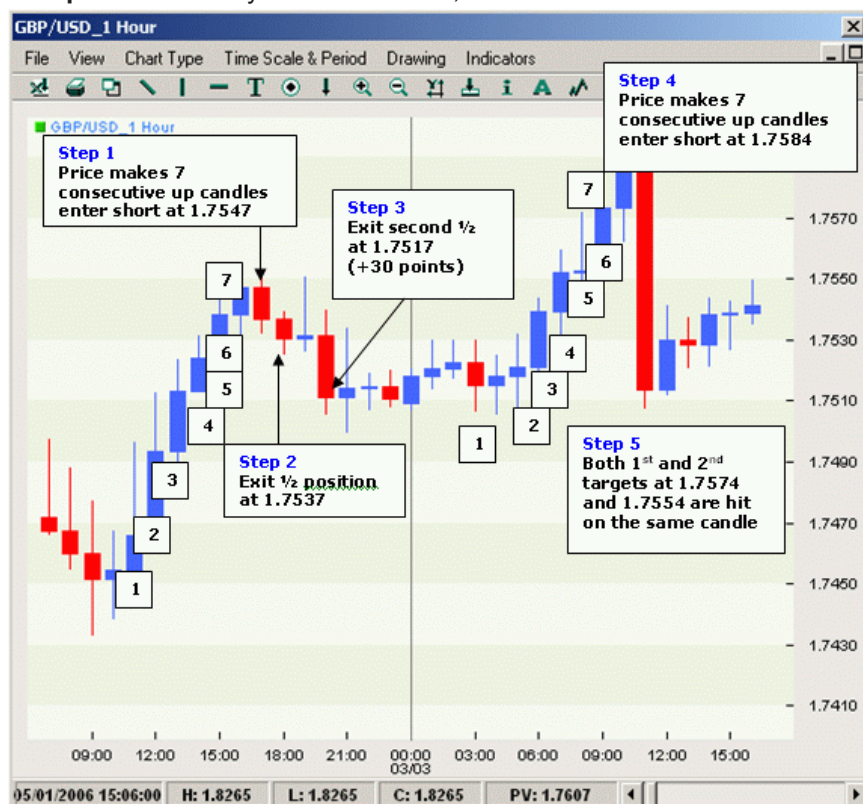 GBP/USD_1 Hour
File View Chart Type Time Scale & Period Drawing Indicators
GBP/USD_1 Hour
Step 1
Price makes 7
consecutive up candles
enter short at 1.7547
Step 3
Exit second ½
at 1.7517
(+30 points)
Step 4
Price makes 7
consecutive up candles
enter short at 1.7584
Step 2
Exit ½ position
at 1.7537
Step 5
Both 1st and 2nd
targets at 1.7574
and 1.7554 are hit
on the same candle
1
2
3
4
5
6
7
1
2
3
4
5
6
7
1.7570
1.7550
1.7530
1.7510
1.7490
1.7470
1.7450
1.7430
1.7410
09:00 12:00 15:00 18:00 21:00 00:00 03:00 06:00 09:00 12:00 15:00
03/03
05/01/2006 15:06:00 H: 1.8265 L: 1.8265 C: 1.8265 PV: 1.7607